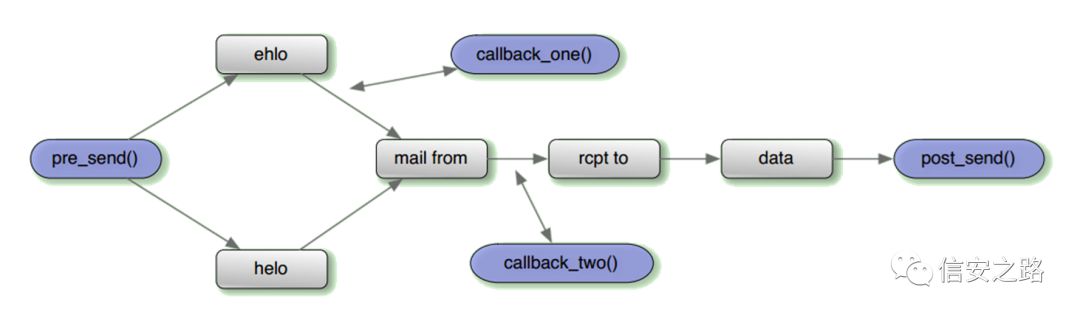 ehlo
callback_one()
pre_send()
mail from
rcpt to
data
post_send()
helo
callback_two()
信安之路